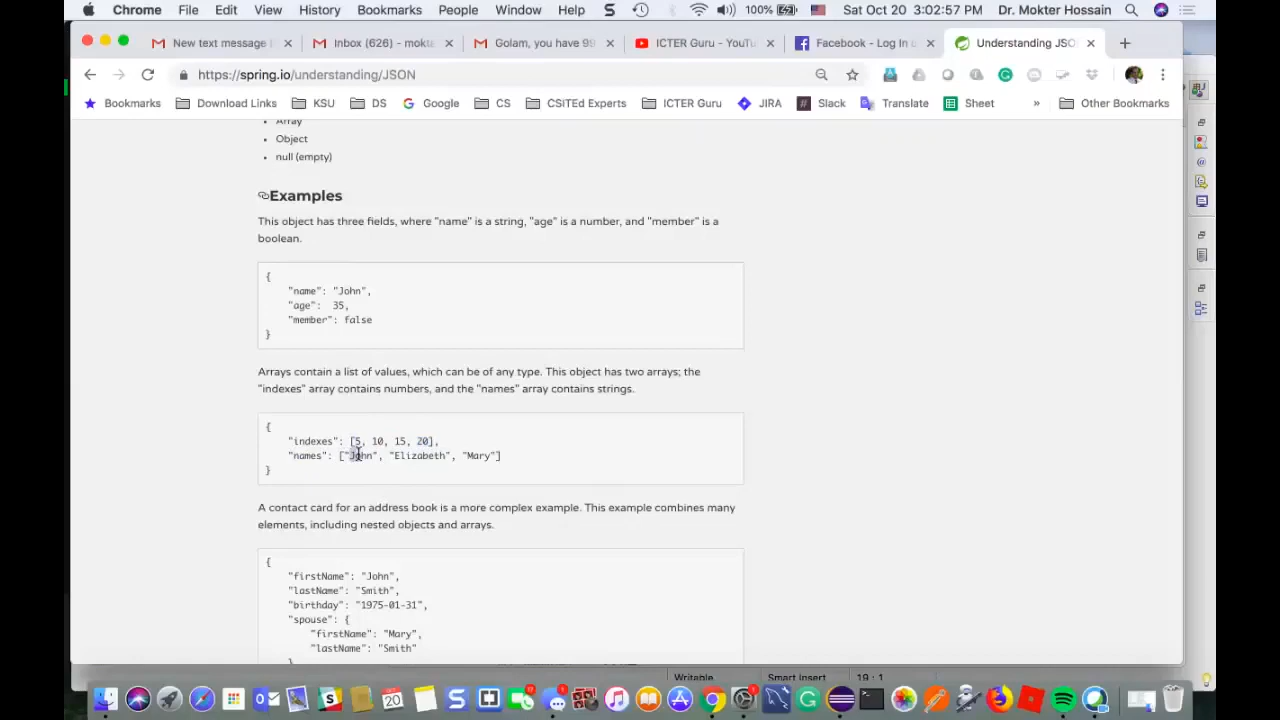 Chrome File Edit View History Bookmarks People Window Help 100% Sat Oct 20 3:02:57 PM Dr. Mokter Hossain
New text message Inbox (626) - mokt Golam, you have 99 ICTER Guru - YouTu Facebook - Log In o Understanding JSO
https://spring.io/understanding/JSON
Bookmarks Download Links KSU DS Google CS CSITEd Experts ICTER Guru JIRA Slack Translate Sheet » Other Bookmarks
• Array
• Object
• null (empty)
Examples
This object has three fields, where "name" is a string, "age" is a number, and "member" is a
boolean.
{
"name": "John",
"age": 35,
"member": false
}
Arrays contain a list of values, which can be of any type. This object has two arrays; the
"indexes" array contains numbers, and the "names" array contains strings.
{
"indexes": [5, 10, 15, 20],
"names": ["John", "Elizabeth", "Mary"]
}
A contact card for an address book is a more complex example. This example combines many
elements, including nested objects and arrays.
{
"firstName": "John",
"lastName": "Smith",
"birthday": "1975-01-31",
"spouse": {
"firstName": "Mary",
"lastName": "Smith"
}
Writable Smart Insert 19 : 1